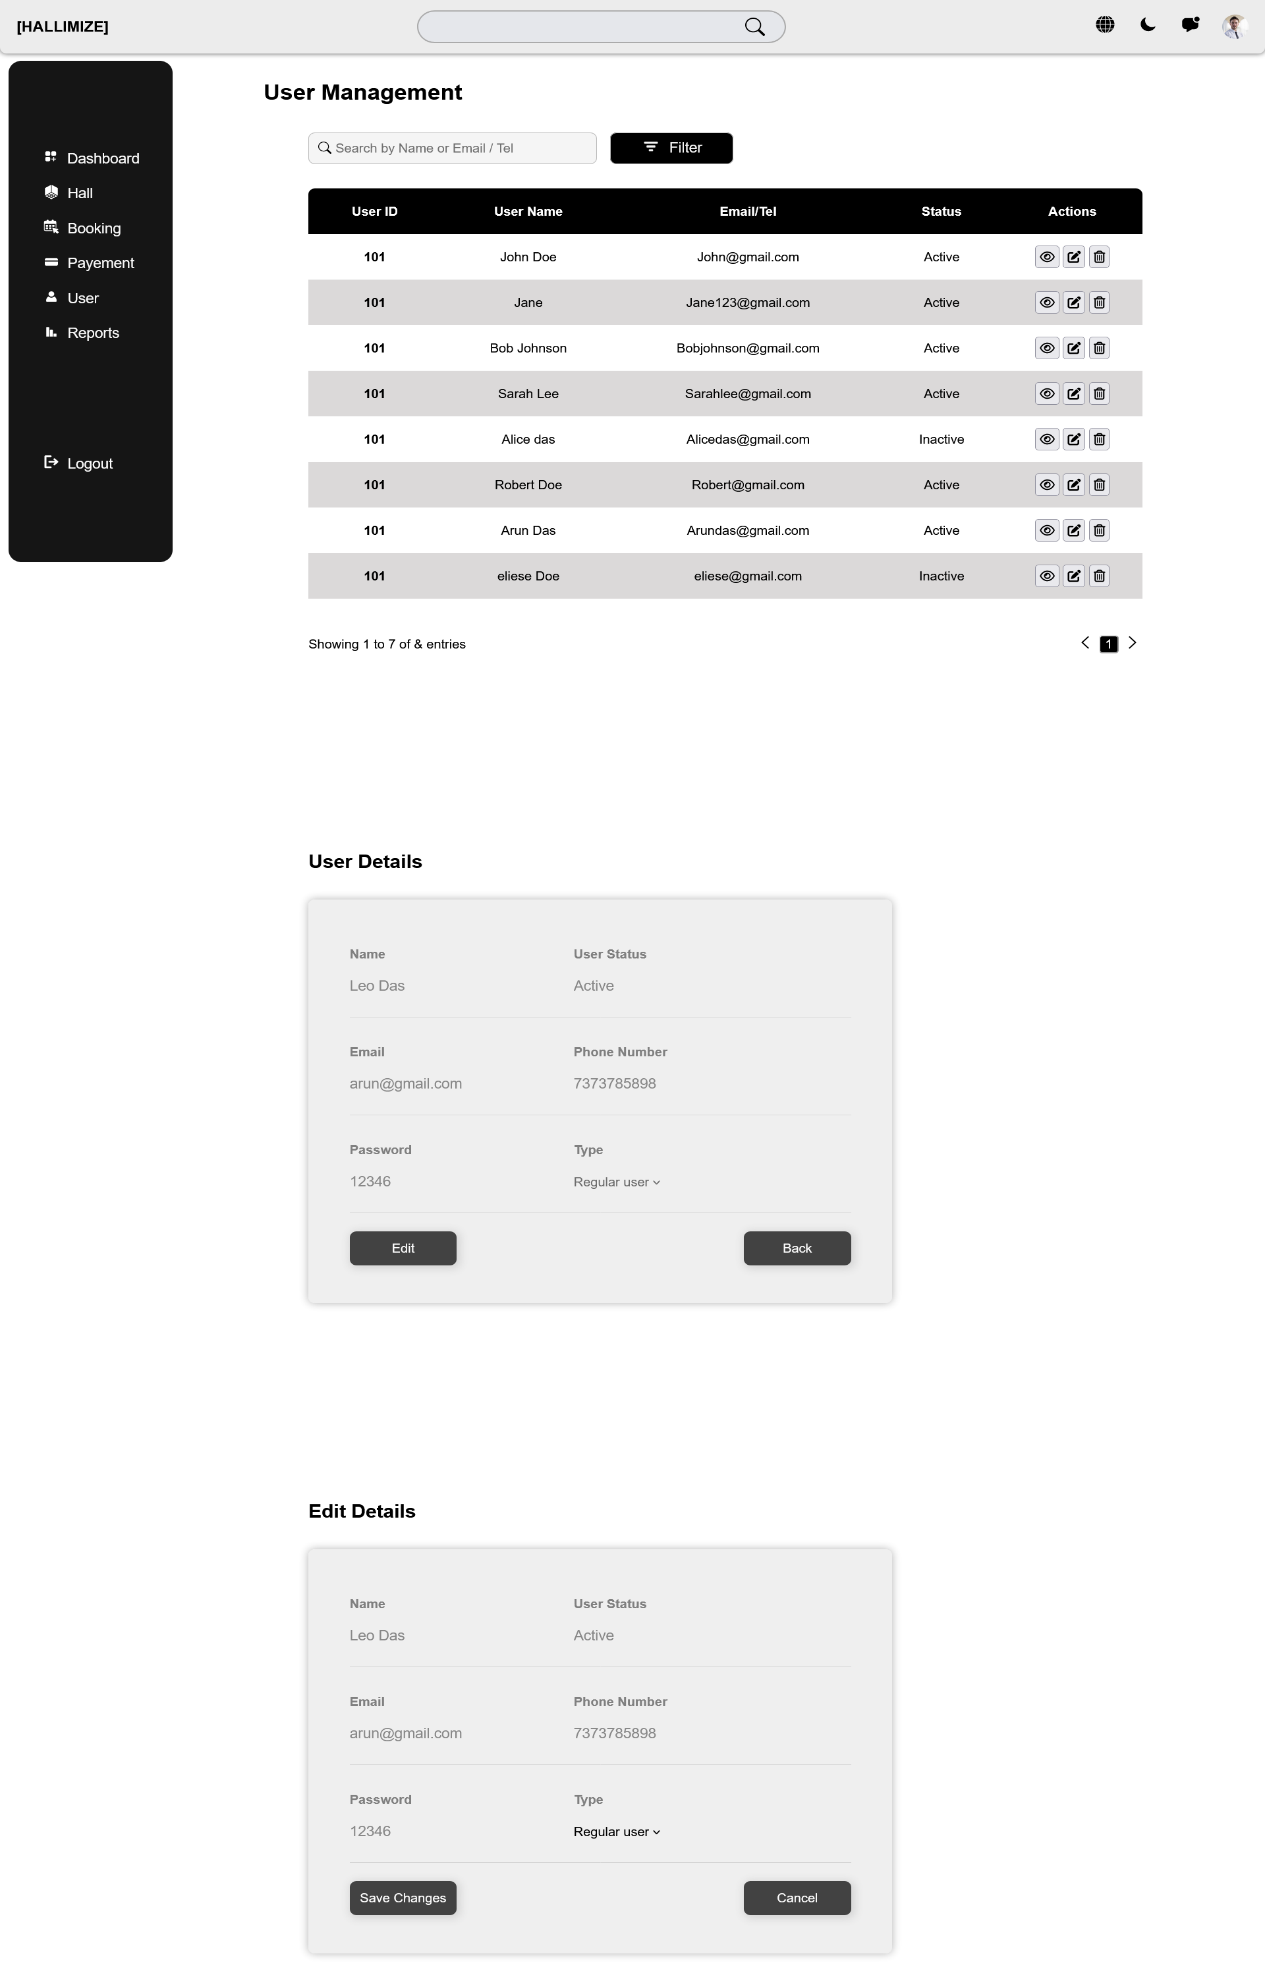 [HALLIMIZE]
Dashboard
Hall
Booking
Payement
User
Reports
Logout
User Management
Search by Name or Email / Tel
Filter
User ID User Name Email/Tel Status Actions
101 John Doe John@gmail.com Active
101 Jane Jane123@gmail.com Active
101 Bob Johnson Bobjohnson@gmail.com Active
101 Sarah Lee Sarahlee@gmail.com Active
101 Alice das Alicedas@gmail.com Inactive
101 Robert Doe Robert@gmail.com Active
101 Arun Das Arundas@gmail.com Active
101 eliese Doe eliese@gmail.com Inactive
Showing 1 to 7 of & entries
1
User Details
Name User Status
Leo Das Active
Email Phone Number
arun@gmail.com 7373785898
Password Type
12346 Regular user
Edit Back
Edit Details
Name User Status
Leo Das Active
Email Phone Number
arun@gmail.com 7373785898
Password Type
12346 Regular user
Save Changes Cancel